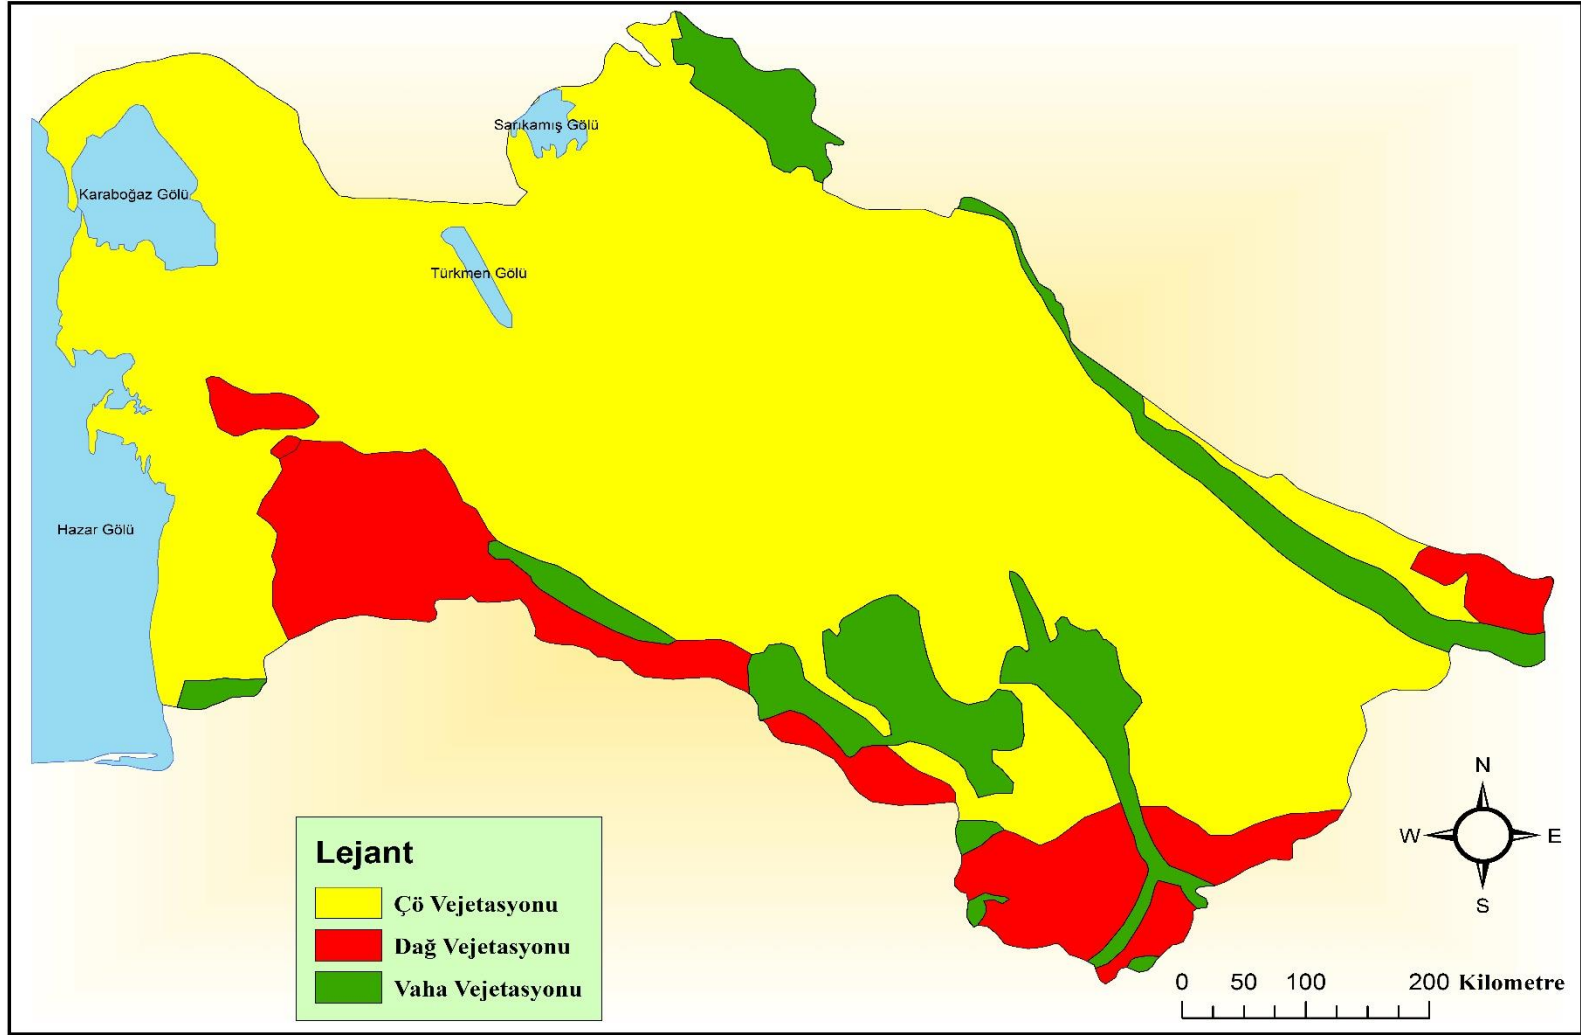 Sarıkamış Gölü
Karaboğaz Gölü
Türkmen Gölü
Hazar Gölü
Lejant
Çö Vejetasyonu
Dağ Vejetasyonu
Vaha Vejetasyonu
N
W E
S
0 50 100 200 Kilometre